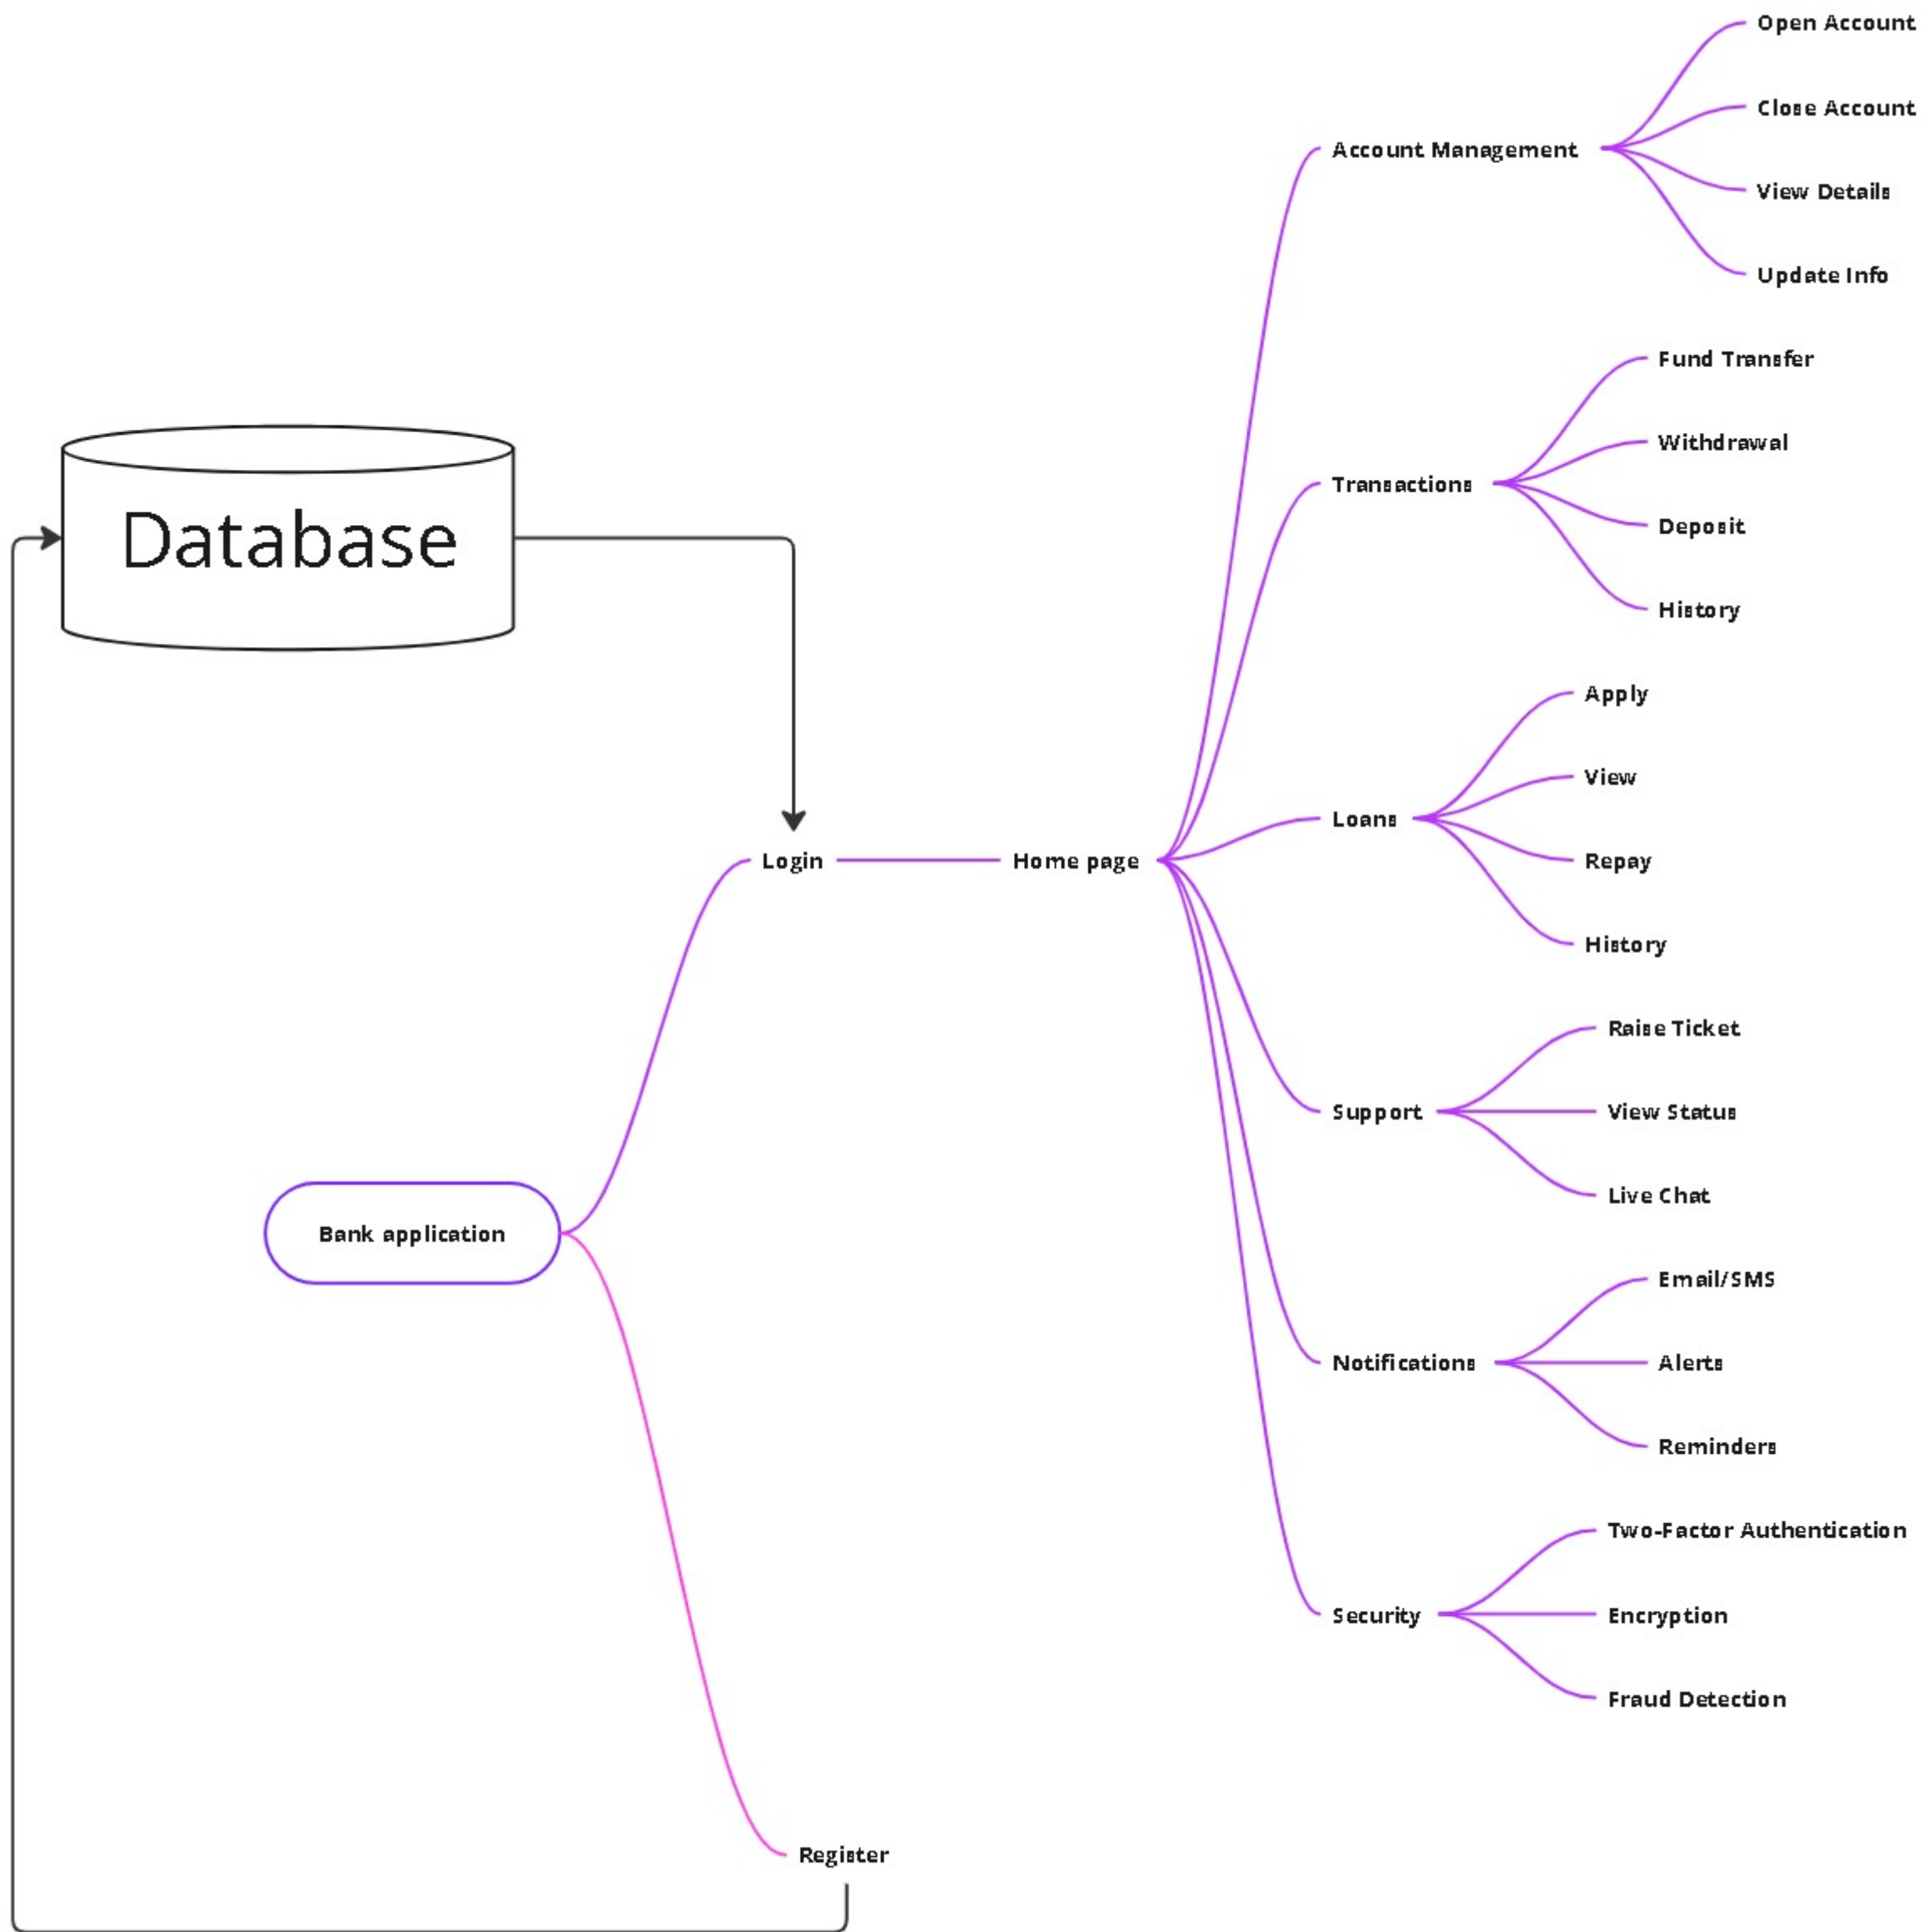 Open Account
Close Account
Account Management
View Details
Update Info
Fund Transfer
Withdrawal
Transactions
Deposit
History
Database
Apply
View
Loans
Login
Home page
Repay
History
Raise Ticket
Support
View Status
Live Chat
Bank application
Email/SMS
Notifications
Alerts
Reminders
Two-Factor Authentication
Security
Encryption
Fraud Detection
Register